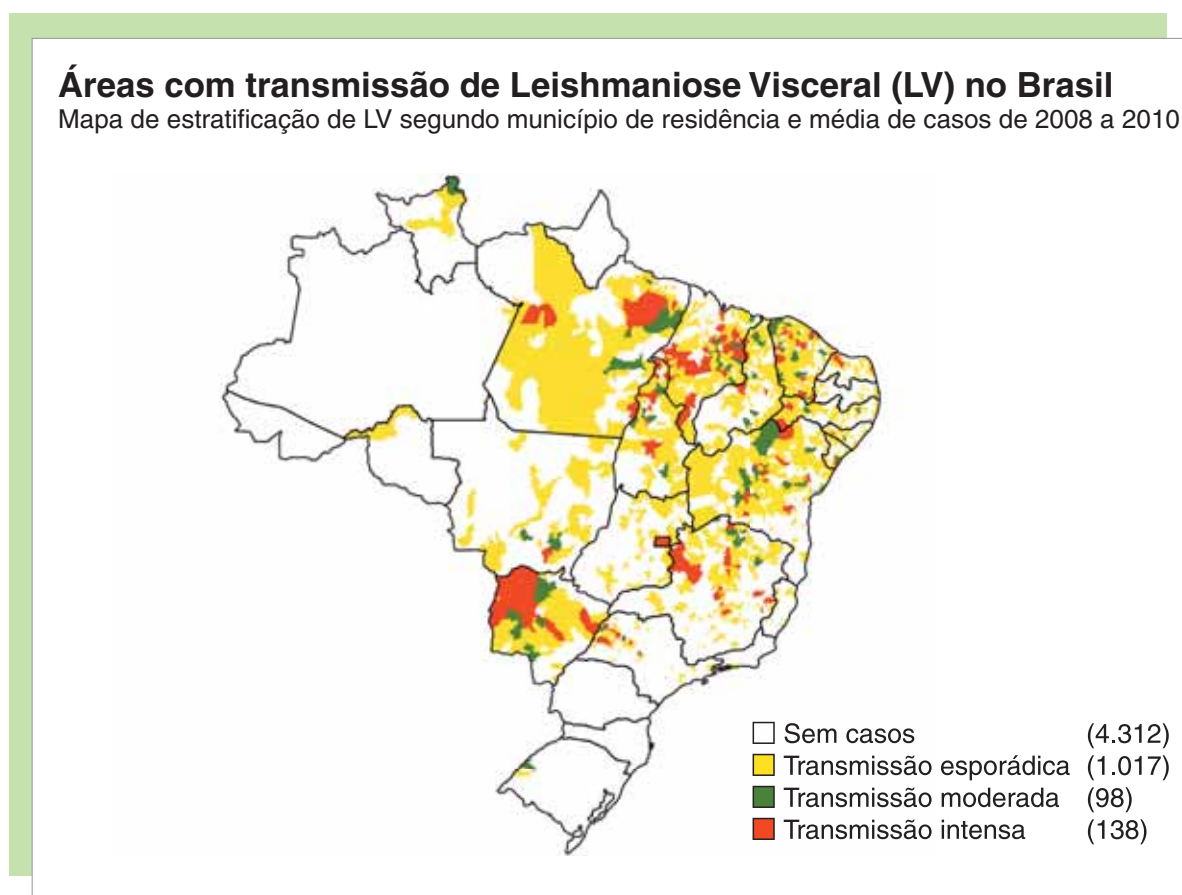 Áreas com transmissão de Leishmaniose Visceral (LV) no Brasil
Mapa de estratificação de LV segundo município de residência e média de casos de 2008 a 2010
Sem casos (4.312)
Transmissão esporádica (1.017)
Transmissão moderada (98)
Transmissão intensa (138)